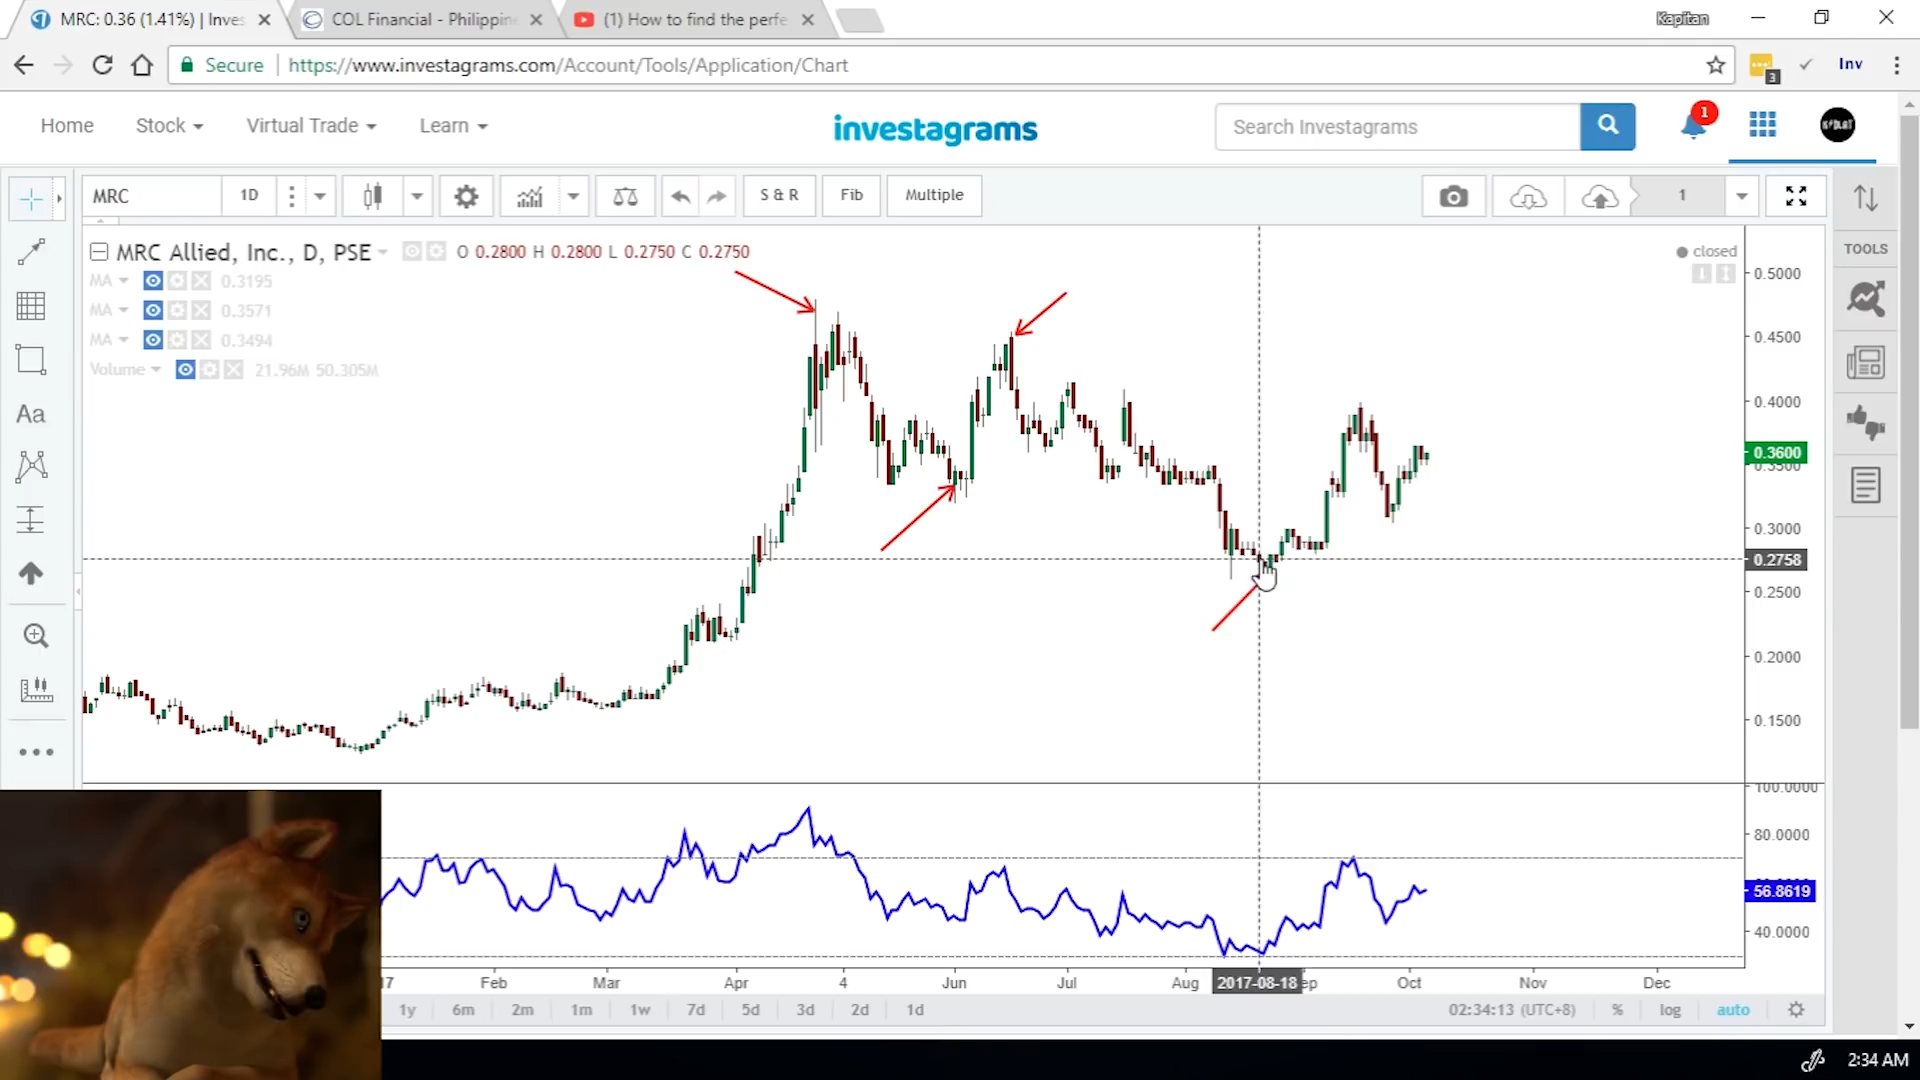 MRC: 0.36 (1.41%) | Inves
COL Financial - Philippin
(1) How to find the perfe
Kapitan
Secure
https://www.investagrams.com/Account/Tools/Application/Chart
3
Inv
Home
Stock
Virtual Trade
Learn
investagrams
Search Investagrams
1
MRC
1D
S & R
Fib
Multiple
1
MRC Allied, Inc., D, PSE
O 0.2800 H 0.2800 L 0.2750 C 0.2750
closed
TOOLS
MA
0.3195
MA
0.3571
MA
0.3494
Volume
21.96M 50.305M
Aa
0.5000
0.4500
0.4000
0.3600
0.3500
0.3000
0.2758
0.2500
0.2000
0.1500
100.0000
80.0000
56.8619
40.0000
17
Feb
Mar
Apr
4
Jun
Jul
Aug
2017-08-18
ep
Oct
Nov
Dec
1y
6m
2m
1m
1w
7d
5d
3d
2d
1d
02:34:13 (UTC+8)
%
log
auto
2:34 AM